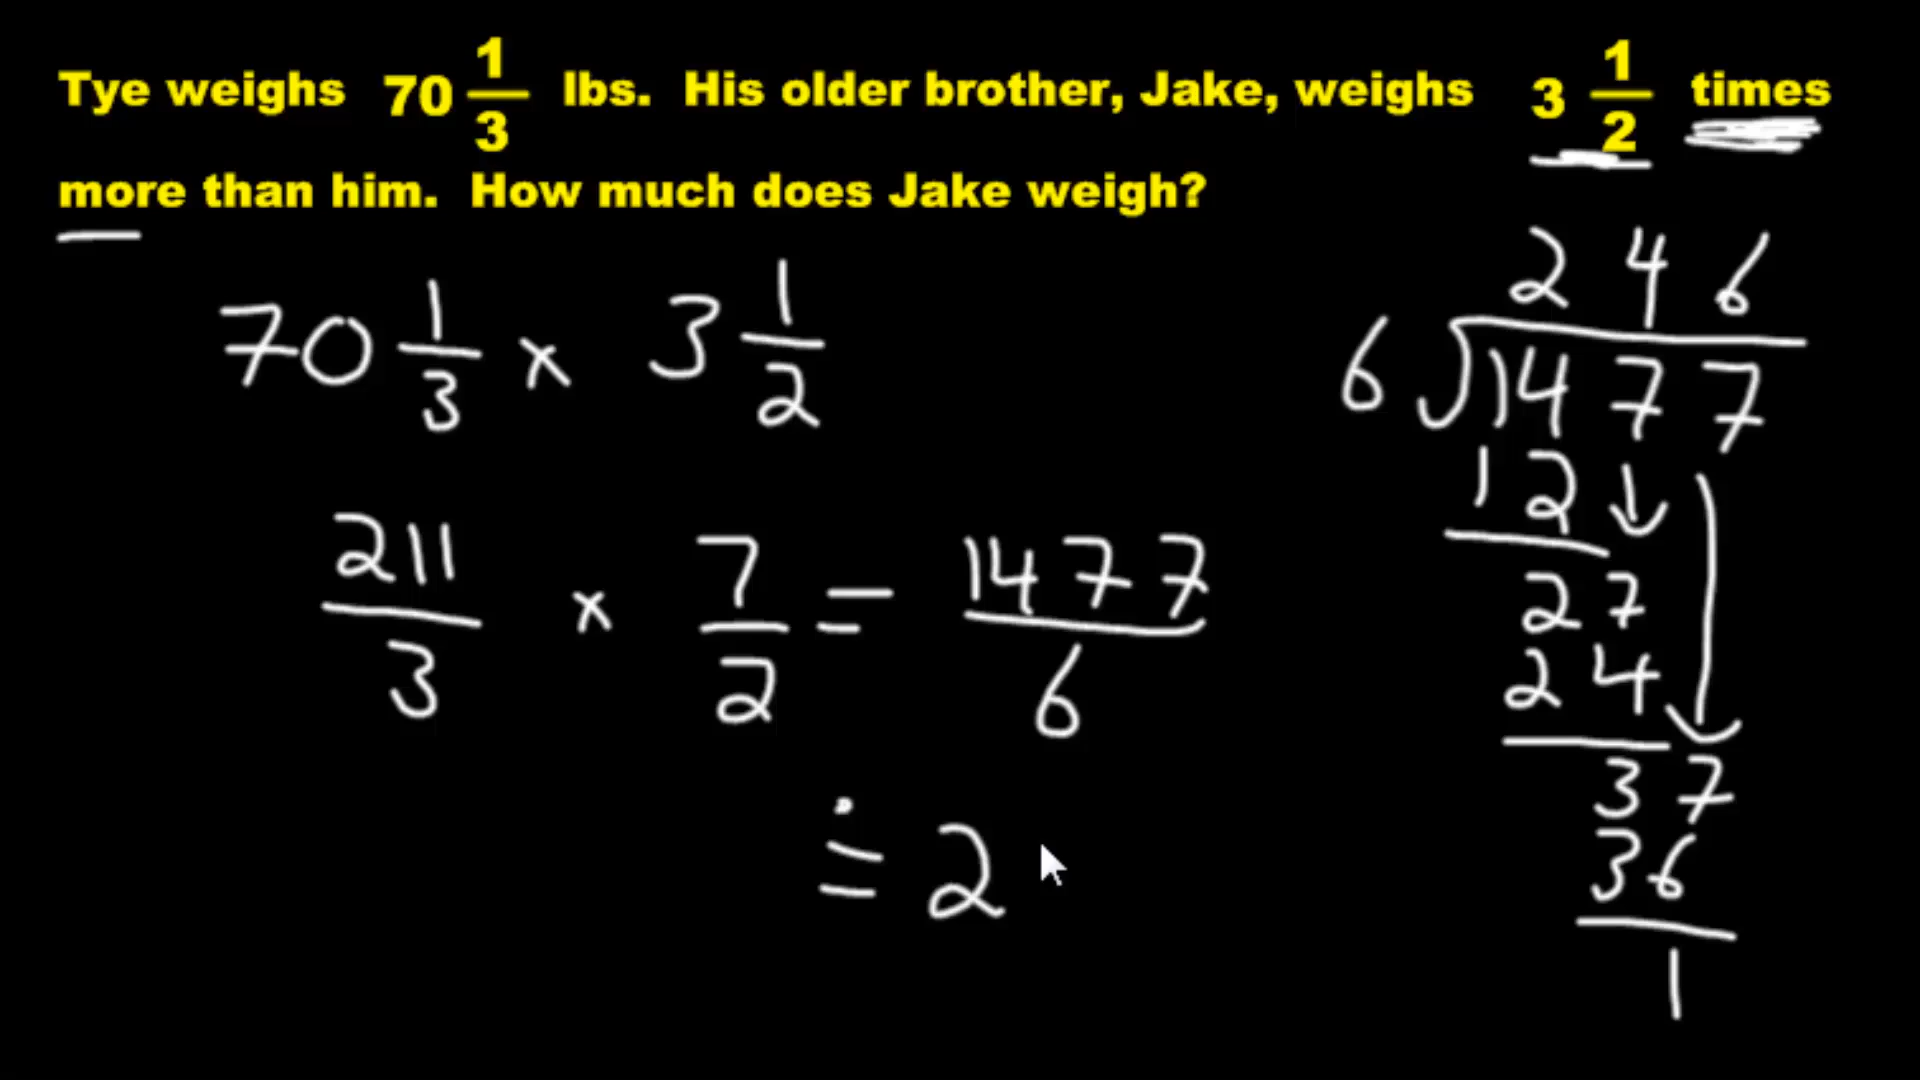 Tye weighs 70 1/3 lbs. His older brother, Jake, weighs 3 1/2 times
more than him. How much does Jake weigh?
70 1/3 × 3 1/2
211/3 × 7/2 = 1477/6
≐ 2
246
6)1477
12
27
24
37
36
1